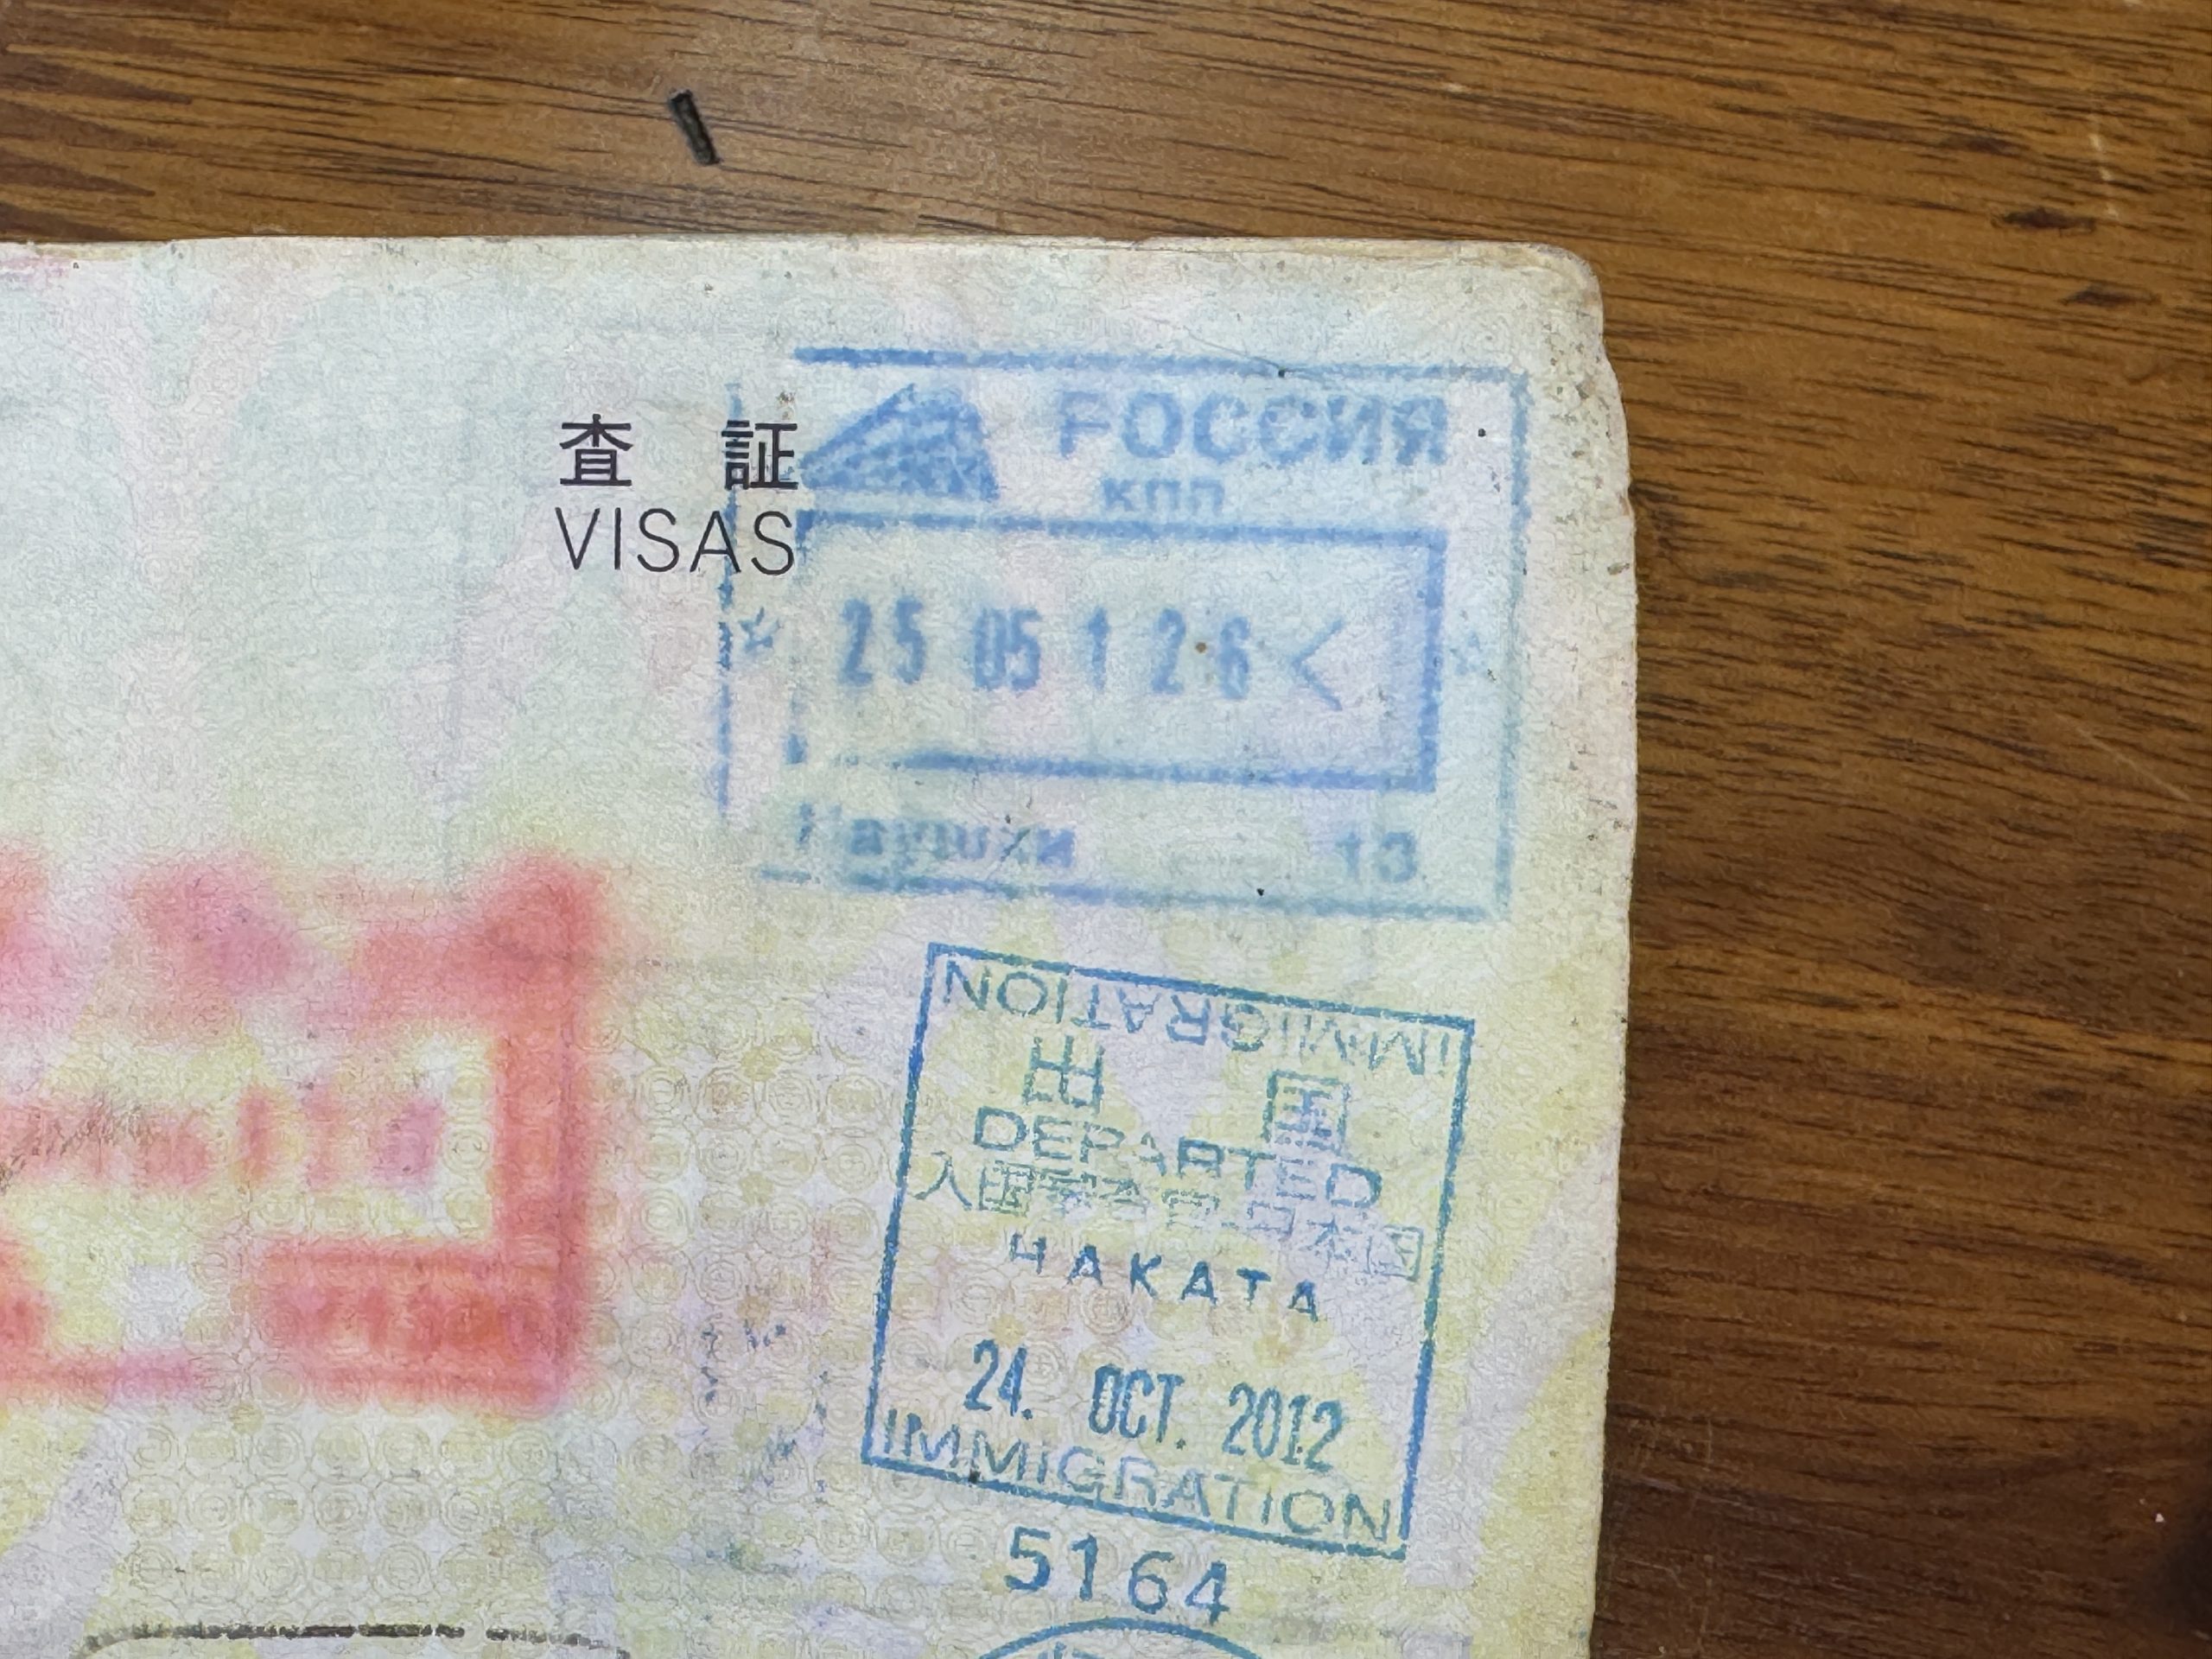 査 証
VISAS
РОССИЯ
КПП
25 05 12 6 <
Наушки 13
IMMIGRATION
出 国
DEPARTED
入国審査官-日本国
HAKATA
24. OCT. 2012
IMMIGRATION
5164